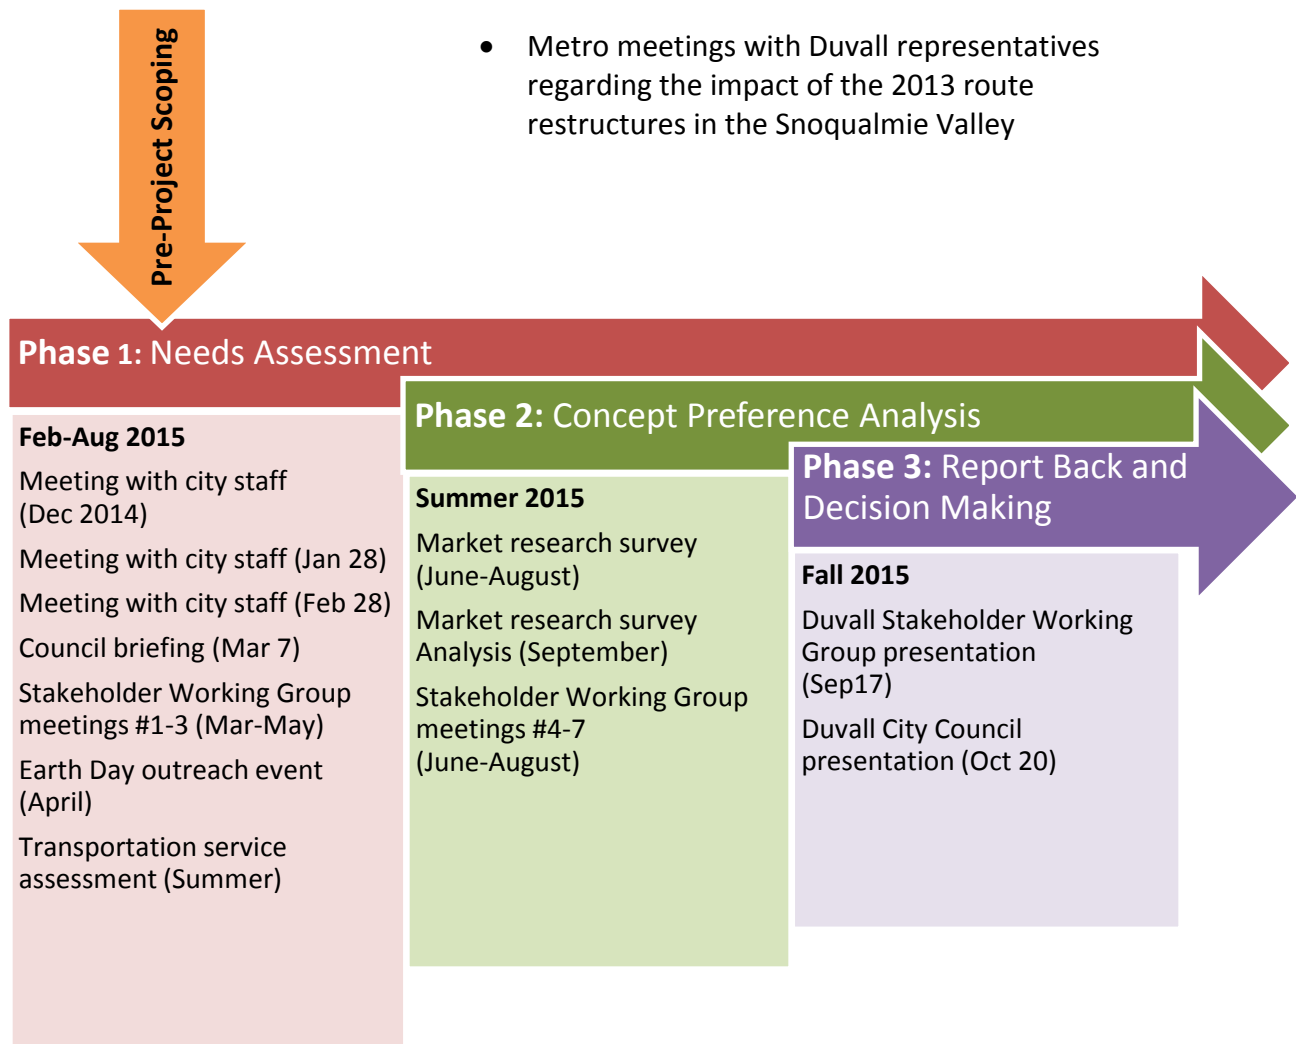 Pre-Project Scoping
• Metro meetings with Duvall representatives
regarding the impact of the 2013 route
restructures in the Snoqualmie Valley
Phase 1: Needs Assessment
Feb-Aug 2015
Meeting with city staff
(Dec 2014)
Meeting with city staff (Jan 28)
Meeting with city staff (Feb 28)
Council briefing (Mar 7)
Stakeholder Working Group
meetings #1-3 (Mar-May)
Earth Day outreach event
(April)
Transportation service
assessment (Summer)
Phase 2: Concept Preference Analysis
Summer 2015
Market research survey
(June-August)
Market research survey
Analysis (September)
Stakeholder Working Group
meetings #4-7
(June-August)
Phase 3: Report Back and
Decision Making
Fall 2015
Duvall Stakeholder Working
Group presentation
(Sep17)
Duvall City Council
presentation (Oct 20)